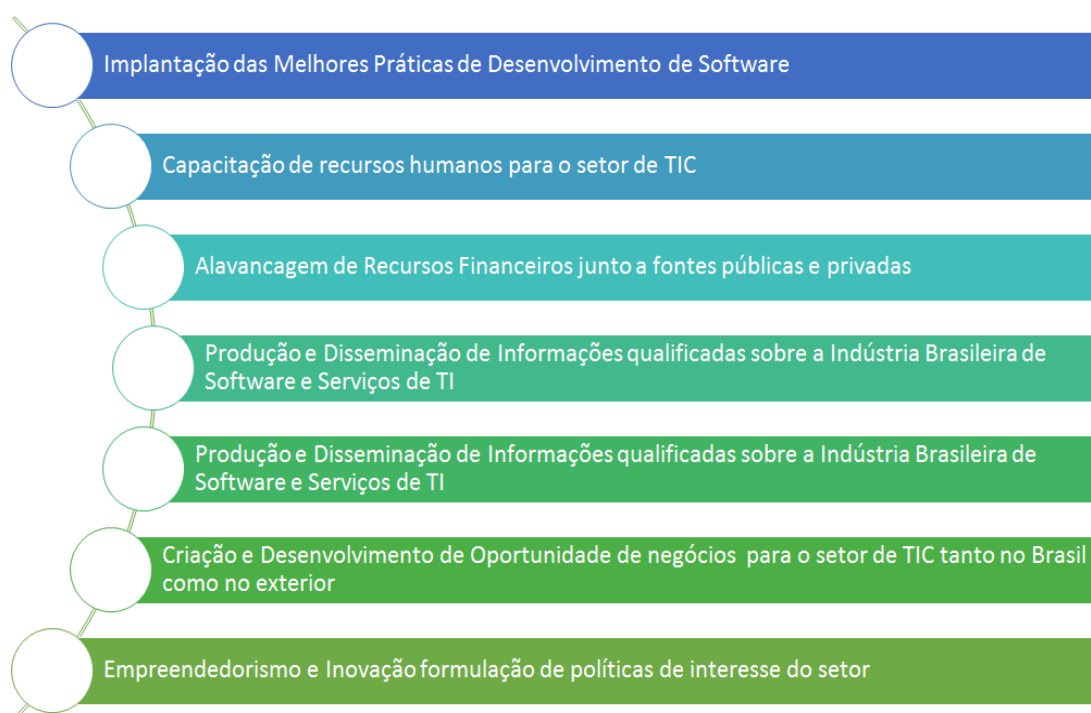 Implantação das Melhores Práticas de Desenvolvimento de Software
Capacitação de recursos humanos para o setor de TIC
Alavancagem de Recursos Financeiros junto a fontes públicas e privadas
Produção e Disseminação de Informações qualificadas sobre a Indústria Brasileira de
Software e Serviços de TI
Produção e Disseminação de Informações qualificadas sobre a Indústria Brasileira de
Software e Serviços de TI
Criação e Desenvolvimento de Oportunidade de negócios para o setor de TIC tanto no Brasil
como no exterior
Empreendedorismo e Inovação formulação de políticas de interesse do setor